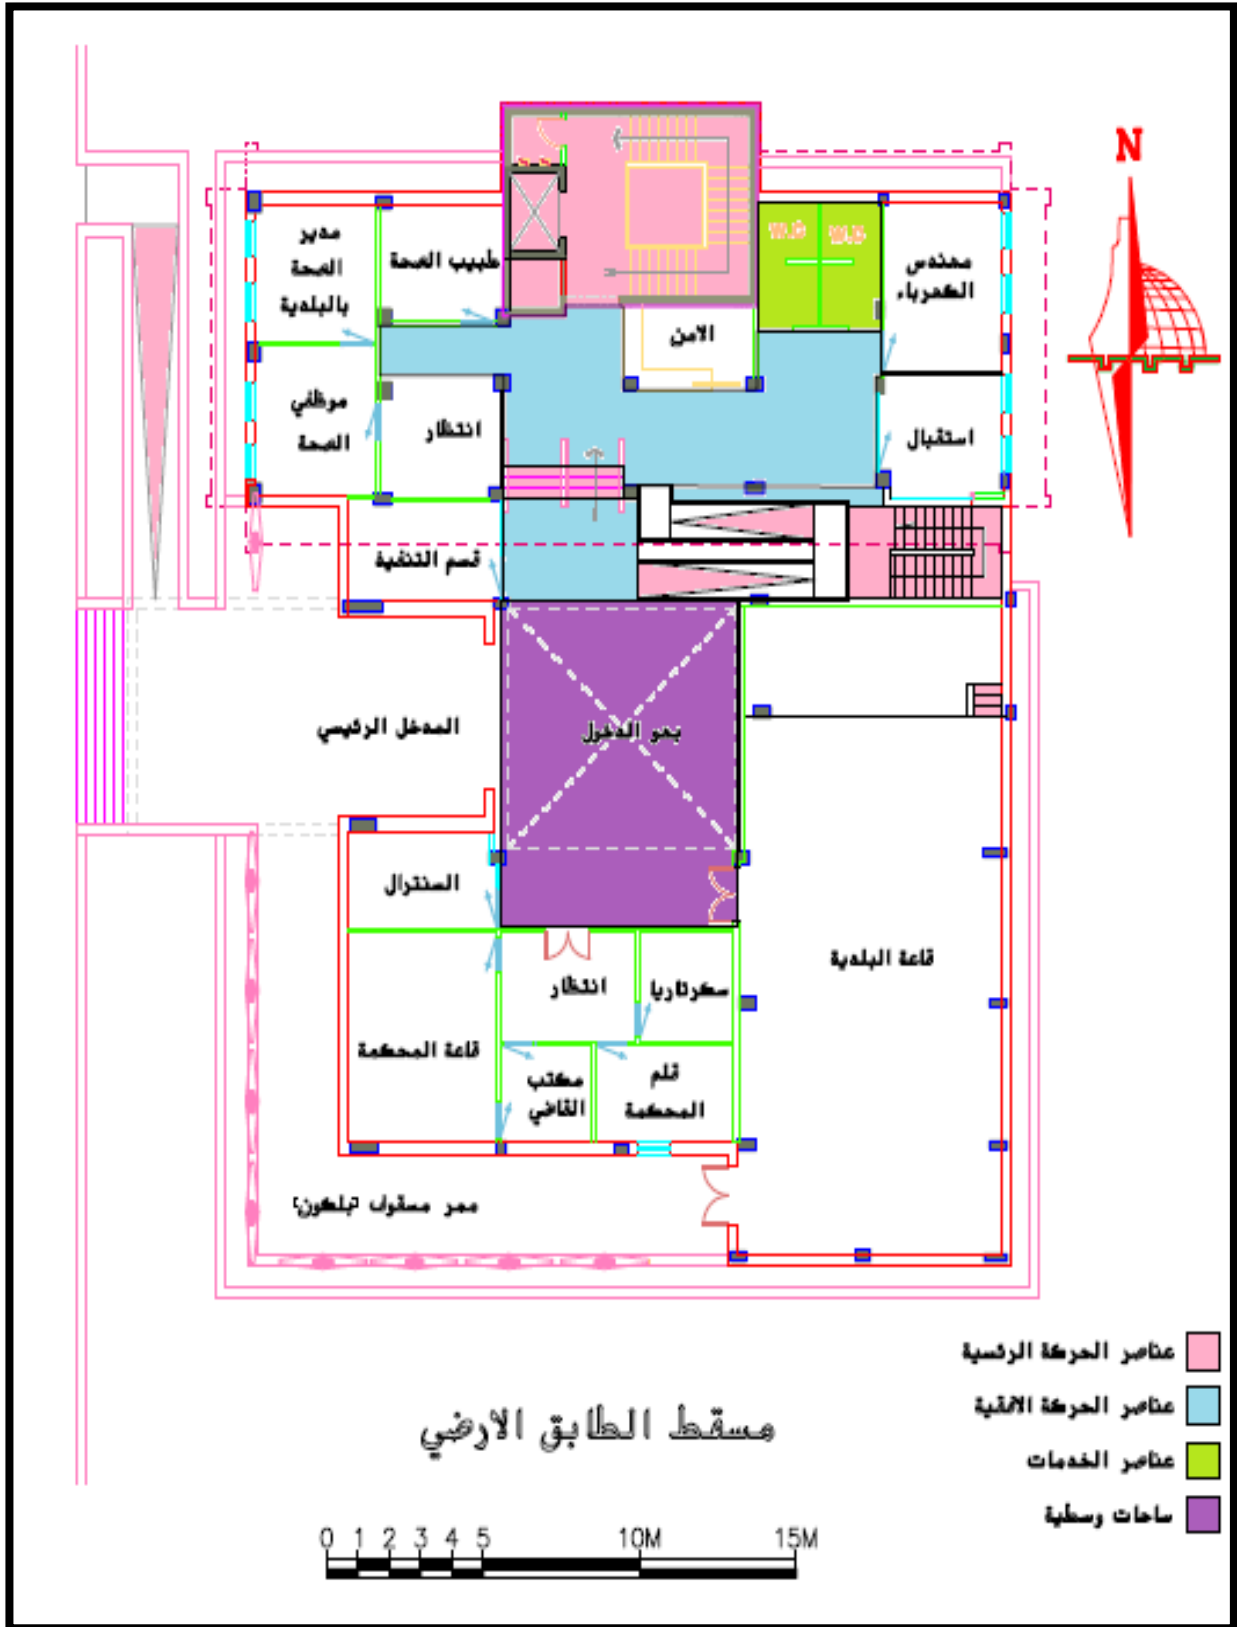 N
مدير
الصحة
بالبلدية
طبيب الصحة
W.C
W.C
مهندس
الكهرباء
الامن
موظفي
الصحة
انتظار
استقبال
قسم التنفية
المدخل الرئيسي
بهو الدخول
السنترال
قاعة البلدية
انتظار
سكرتاريا
قاعة المحكمة
مكتب
القاضي
قلم
المحكمة
ممر مسقوف (بلكون)
عناصر الحركة الرئسية
عناصر الحركة الافقية
عناصر الخدمات
ساحات وسطية
مسقط الطابق الارضي
0 1 2 3 4 5 10M 15M